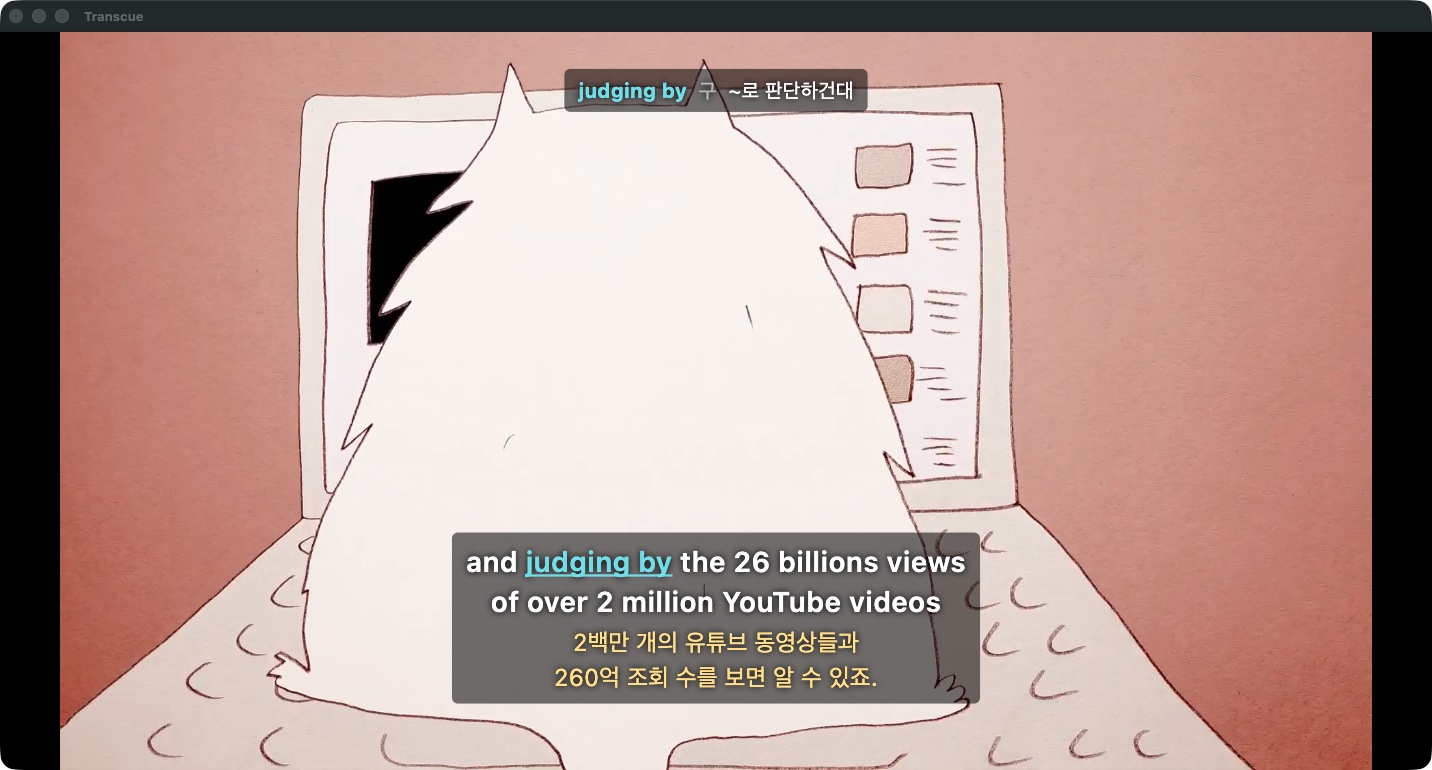 Transcue
judging by 구 ~로 판단하건대
and judging by the 26 billions views
of over 2 million YouTube videos
2백만 개의 유튜브 동영상들과
260억 조회 수를 보면 알 수 있죠.